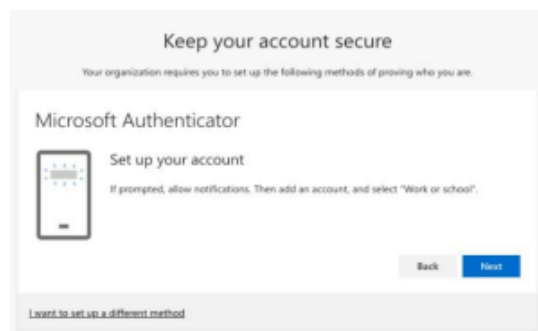 Keep your account secure
Your organization requires you to set up the following methods of proving who you are.
Microsoft Authenticator
Set up your account
If prompted, allow notifications. Then add an account, and select "Work or school".
Back
Next
I want to set up a different method